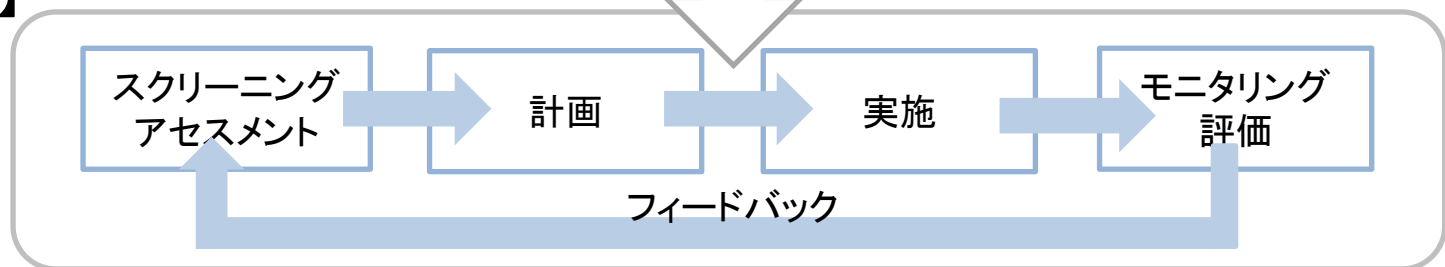 】
スクリーニング
アセスメント
計画
実施
モニタリング
評価
フィードバック